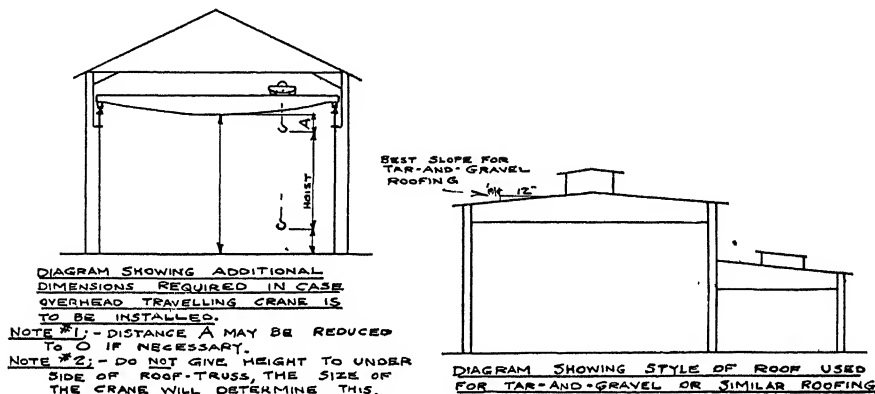 A
HOIST
DIAGRAM SHOWING ADDITIONAL
DIMENSIONS REQUIRED IN CASE
OVERHEAD TRAVELLING CRANE IS
TO BE INSTALLED.
NOTE #1:- DISTANCE A MAY BE REDUCED
TO O IF NECESSARY.
NOTE #2:- DO NOT GIVE HEIGHT TO UNDER
SIDE OF ROOF-TRUSS, THE SIZE OF
THE CRANE WILL DETERMINE THIS.
BEST SLOPE FOR
TAR-AND-GRAVEL
ROOFING
12"
DIAGRAM SHOWING STYLE OF ROOF USED
FOR TAR-AND-GRAVEL OR SIMILAR ROOFING